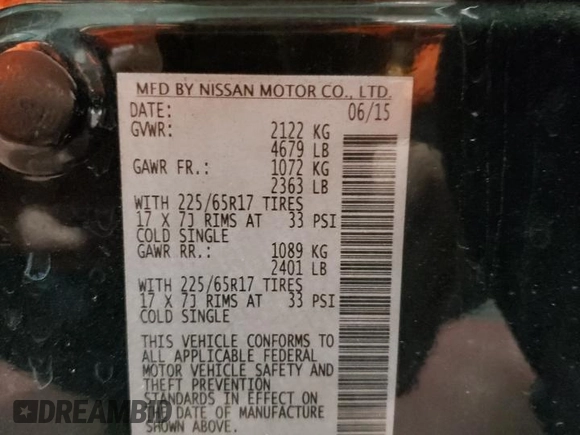 MFD BY NISSAN MOTOR CO., LTD.
DATE: 06/15
GVWR: 2122 KG
4679 LB
GAWR FR.: 1072 KG
2363 LB
WITH 225/65R17 TIRES
17 X 7J RIMS AT 33 PSI
COLD SINGLE
GAWR RR.: 1089 KG
2401 LB
WITH 225/65R17 TIRES
17 X 7J RIMS AT 33 PSI
COLD SINGLE
THIS VEHICLE CONFORMS TO
ALL APPLICABLE FEDERAL
MOTOR VEHICLE SAFETY AND
THEFT PREVENTION
STANDARDS IN EFFECT ON
DATE OF MANUFACTURE
SHOWN ABOVE.
DREAMBID